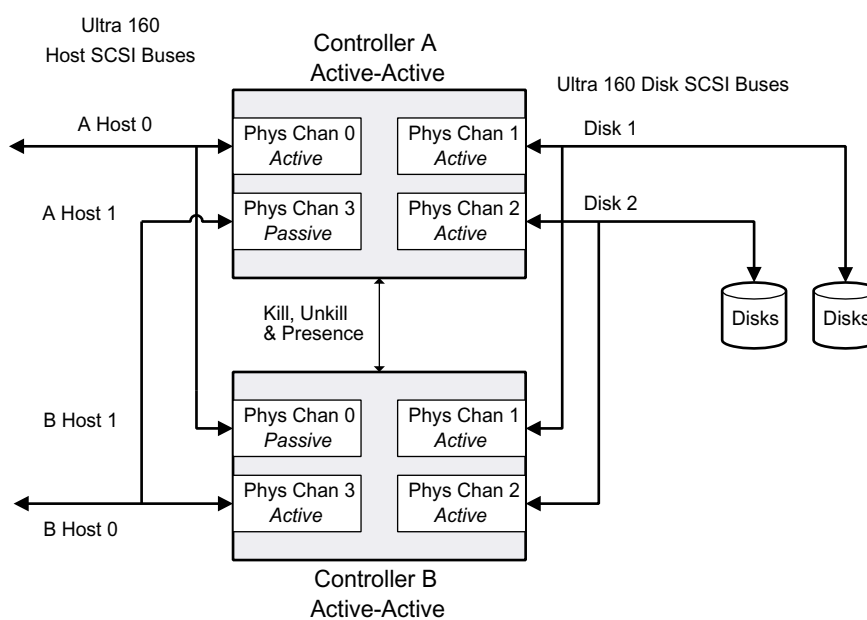 Ultra 160
Host SCSI Buses
Controller A
Active-Active
Ultra 160 Disk SCSI Buses
A Host 0
Phys Chan 0
Active
Phys Chan 1
Active
Disk 1
A Host 1
Phys Chan 3
Passive
Phys Chan 2
Active
Disk 2
Kill, Unkill
& Presence
Disks
Disks
B Host 1
Phys Chan 0
Passive
Phys Chan 1
Active
B Host 0
Phys Chan 3
Active
Phys Chan 2
Active
Controller B
Active-Active